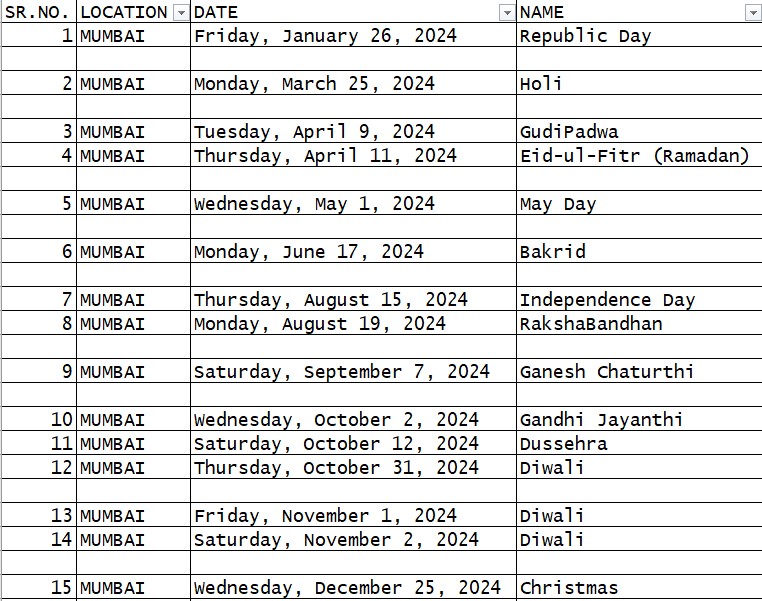 SR.NO. LOCATION DATE NAME
1 MUMBAI Friday, January 26, 2024 Republic Day
2 MUMBAI Monday, March 25, 2024 Holi
3 MUMBAI Tuesday, April 9, 2024 GudiPadwa
4 MUMBAI Thursday, April 11, 2024 Eid-ul-Fitr (Ramadan)
5 MUMBAI Wednesday, May 1, 2024 May Day
6 MUMBAI Monday, June 17, 2024 Bakrid
7 MUMBAI Thursday, August 15, 2024 Independence Day
8 MUMBAI Monday, August 19, 2024 RakshaBandhan
9 MUMBAI Saturday, September 7, 2024 Ganesh Chaturthi
10 MUMBAI Wednesday, October 2, 2024 Gandhi Jayanthi
11 MUMBAI Saturday, October 12, 2024 Dussehra
12 MUMBAI Thursday, October 31, 2024 Diwali
13 MUMBAI Friday, November 1, 2024 Diwali
14 MUMBAI Saturday, November 2, 2024 Diwali
15 MUMBAI Wednesday, December 25, 2024 Christmas